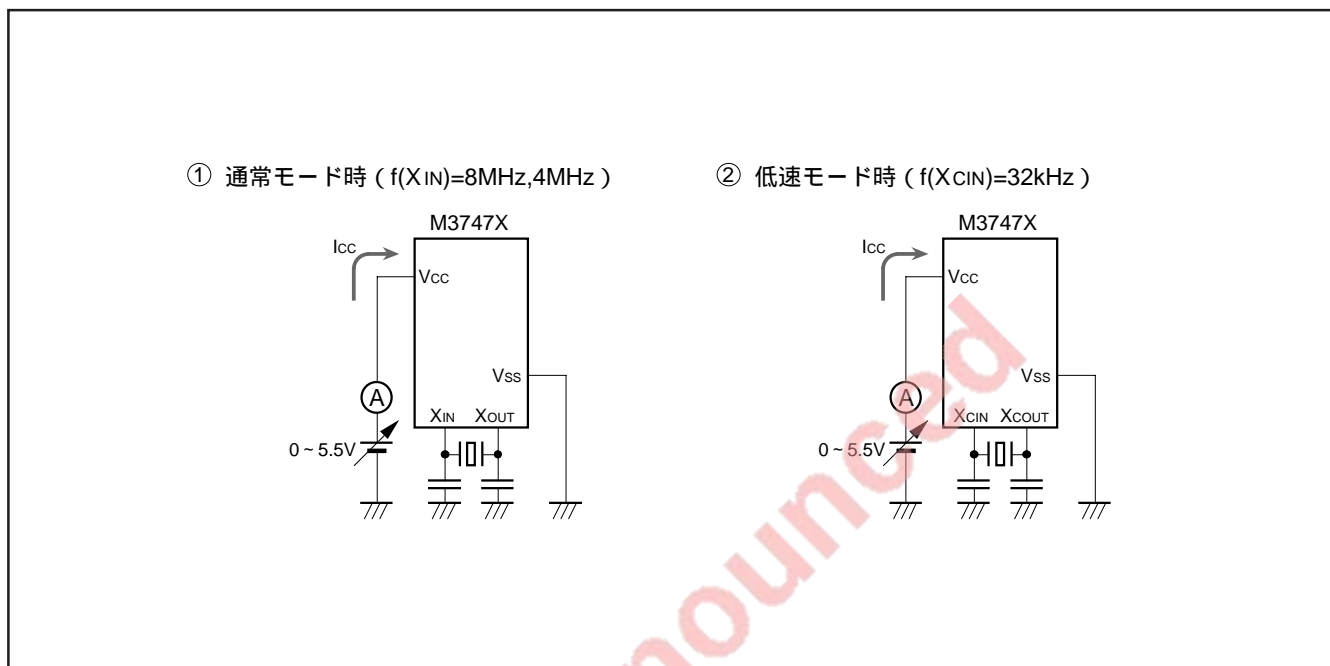 ① 通常モード時（f(XIN)=8MHz,4MHz）
M3747X
Icc
Vcc
Vss
A
XIN XOUT
0 ~ 5.5V
② 低速モード時（f(XCIN)=32kHz）
M3747X
Icc
Vcc
Vss
A
XCIN XCOUT
0 ~ 5.5V
nounced